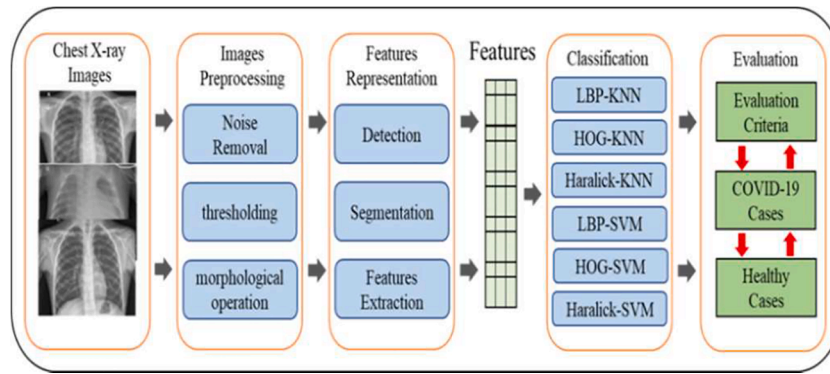 Chest X-ray
Images
Images
Preprocessing
Noise
Removal
thresholding
morphological
operation
Features
Representation
Detection
Segmentation
Features
Extraction
Features
Classification
LBP-KNN
HOG-KNN
Haralick-KNN
LBP-SVM
HOG-SVM
Haralick-SVM
Evaluation
Evaluation
Criteria
COVID-19
Cases
Healthy
Cases